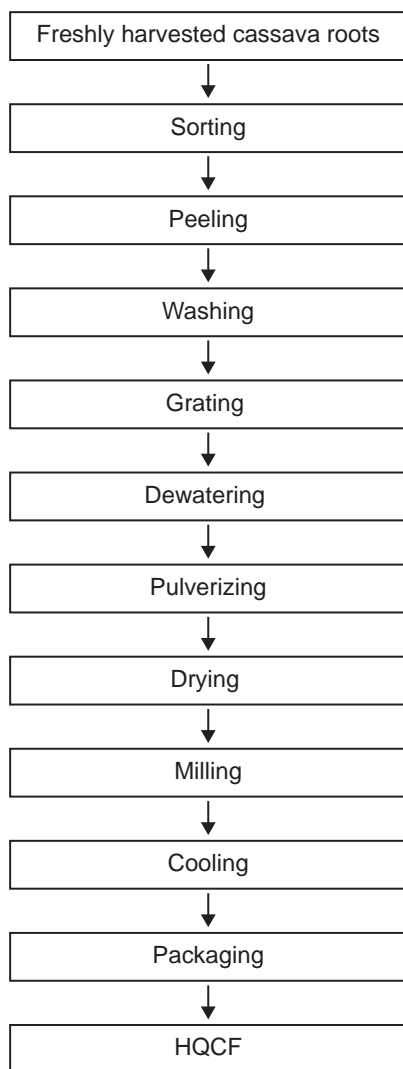 Freshly harvested cassava roots
Sorting
Peeling
Washing
Grating
Dewatering
Pulverizing
Drying
Milling
Cooling
Packaging
HQCF